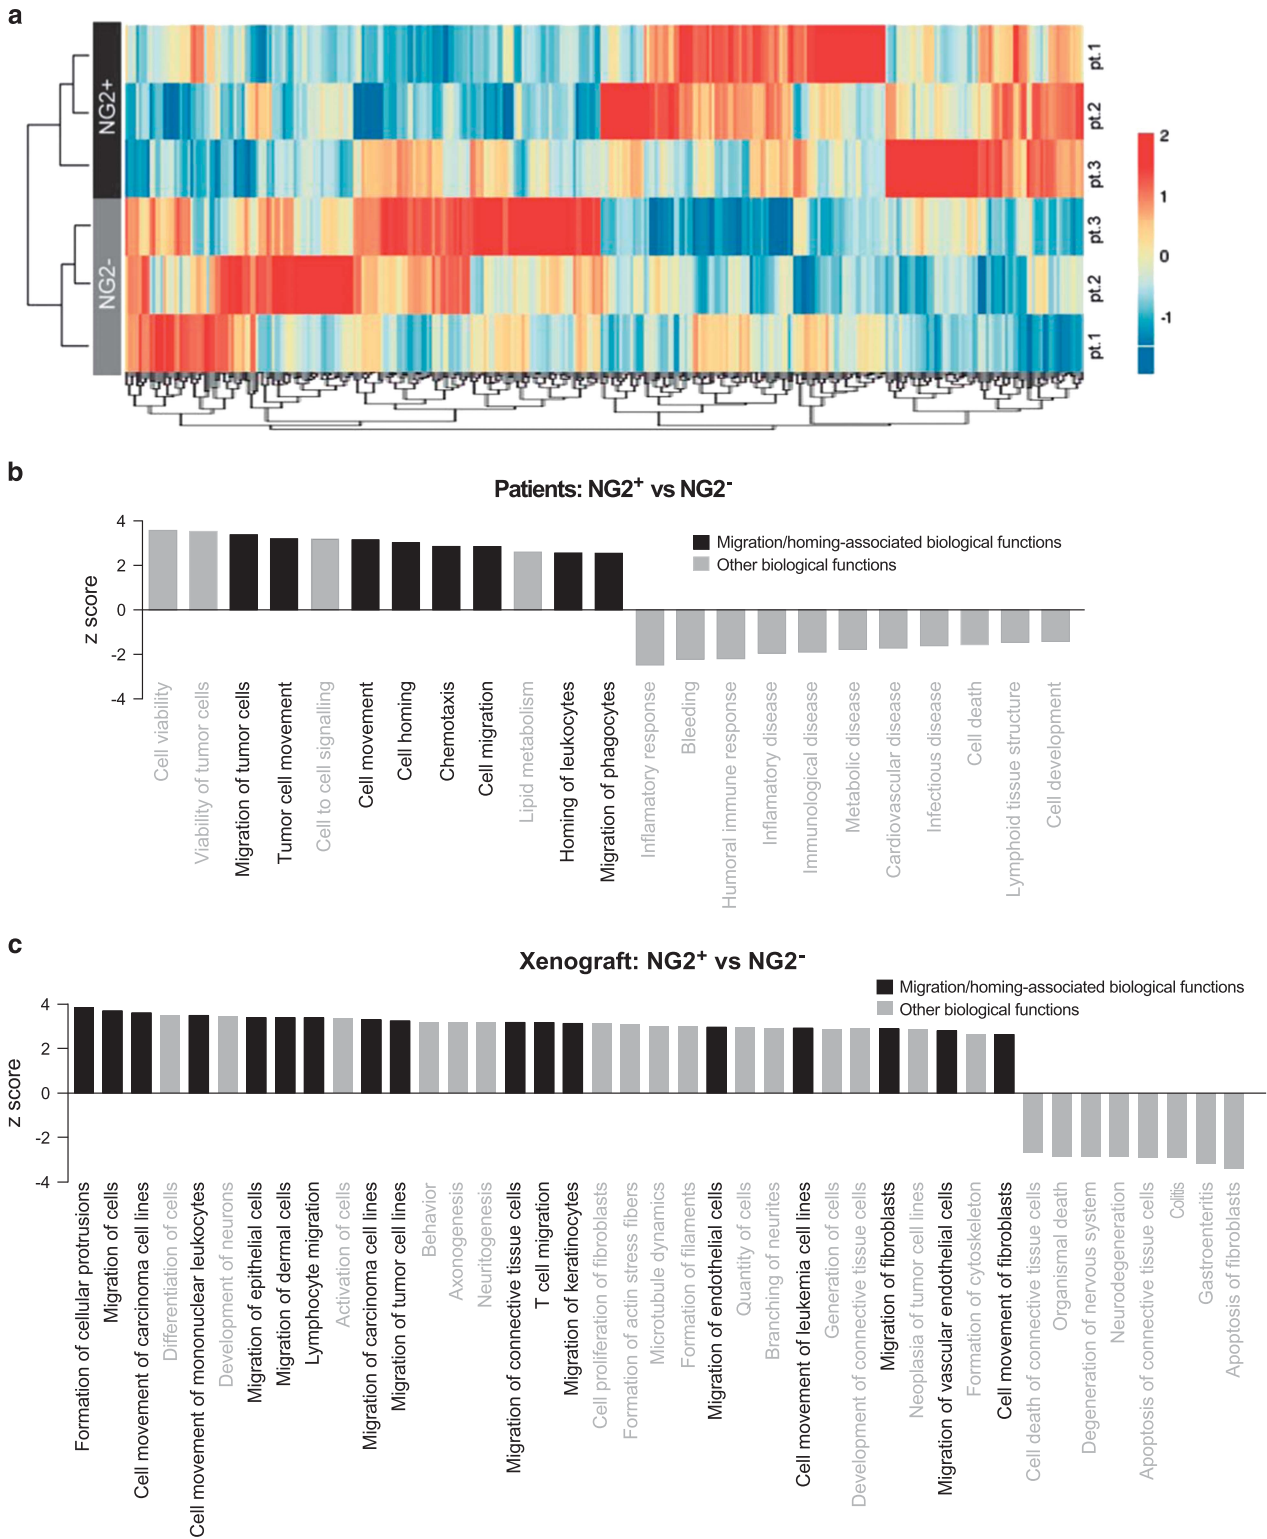 a
NG2+
NG2-
pt.1
pt.2
pt.3
pt.3
pt.2
pt.1
2
1
0
-1
b
Patients: NG2+ vs NG2-
Migration/homing-associated biological functions
Other biological functions
z score
4
2
0
-2
-4
Cell viability
Viability of tumor cells
Migration of tumor cells
Tumor cell movement
Cell to cell signalling
Cell movement
Cell homing
Chemotaxis
Cell migration
Lipid metabolism
Homing of leukocytes
Migration of phagocytes
Inflamatory response
Bleeding
Humoral immune response
Inflamatory disease
Immunological disease
Metabolic disease
Cardiovascular disease
Infectious disease
Cell death
Lymphoid tissue structure
Cell development
c
Xenograft: NG2+ vs NG2-
Migration/homing-associated biological functions
Other biological functions
z score
4
2
0
-2
-4
Formation of cellular protrusions
Migration of cells
Cell movement of carcinoma cell lines
Differentiation of cells
Cell movement of mononuclear leukocytes
Development of neurons
Migration of epithelial cells
Migration of dermal cells
Lymphocyte migration
Activation of cells
Migration of carcinoma cell lines
Migration of tumor cell lines
Behavior
Axonogenesis
Neuritogenesis
Migration of connective tissue cells
T cell migration
Migration of keratinocytes
Cell proliferation of fibroblasts
Formation of actin stress fibers
Microtubule dynamics
Formation of filaments
Migration of endothelial cells
Quantity of cells
Branching of neurites
Cell movement of leukemia cell lines
Generation of cells
Development of connective tissue cells
Migration of fibroblasts
Neoplasia of tumor cell lines
Migration of vascular endothelial cells
Formation of cytoskeleton
Cell movement of fibroblasts
Cell death of connective tissue cells
Organismal death
Degeneration of nervous system
Neurodegeneration
Apoptosis of connective tissue cells
Colitis
Gastroenteritis
Apoptosis of fibroblasts